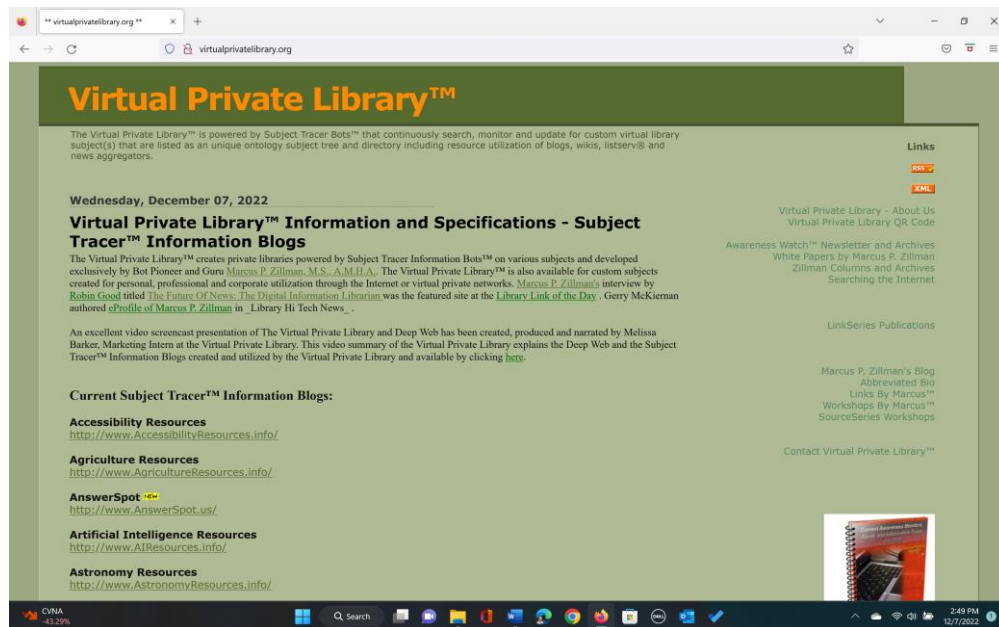 ** virtualprivatelibrary.org **
virtualprivatelibrary.org
Virtual Private Library™
The Virtual Private Library™ is powered by Subject Tracer Bots™ that continuously search, monitor and update for custom virtual library
subject(s) that are listed as an unique ontology subject tree and directory including resource utilization of blogs, wikis, listserv® and
news aggregators.
Wednesday, December 07, 2022
Virtual Private Library™ Information and Specifications - Subject
Tracer™ Information Blogs
The Virtual Private Library™ creates private libraries powered by Subject Tracer Information Bots™ on various subjects and developed
exclusively by Bot Pioneer and Guru Marcus P. Zillman, M.S., A.M.H.A.. The Virtual Private Library™ is also available for custom subjects
created for personal, professional and corporate utilization through the Internet or virtual private networks. Marcus P. Zillman's interview by
Robin Good titled The Future Of News: The Digital Information Librarian was the featured site at the Library Link of the Day . Gerry McKiernan
authored eProfile of Marcus P. Zillman in _Library Hi Tech News_ .
An excellent video screencast presentation of The Virtual Private Library and Deep Web has been created, produced and narrated by Melissa
Barker, Marketing Intern at the Virtual Private Library. This video summary of the Virtual Private Library explains the Deep Web and the Subject
Tracer™ Information Blogs created and utilized by the Virtual Private Library and available by clicking here.
Current Subject Tracer™ Information Blogs:
Accessibility Resources
http://www.AccessibilityResources.info/
Agriculture Resources
http://www.AgricultureResources.info/
AnswerSpot NEW
http://www.AnswerSpot.us/
Artificial Intelligence Resources
http://www.AIResources.info/
Astronomy Resources
http://www.AstronomyResources.info/
Links
RSS
XML
Virtual Private Library - About Us
Virtual Private Library QR Code
Awareness Watch™ Newsletter and Archives
White Papers by Marcus P. Zillman
Zillman Columns and Archives
Searching the Internet
LinkSeries Publications
Marcus P. Zillman's Blog
Abbreviated Bio
Links By Marcus™
Workshops By Marcus™
SourceSeries Workshops
Contact Virtual Private Library™
CVNA
-43.29%
Search
2:49 PM
12/7/2022